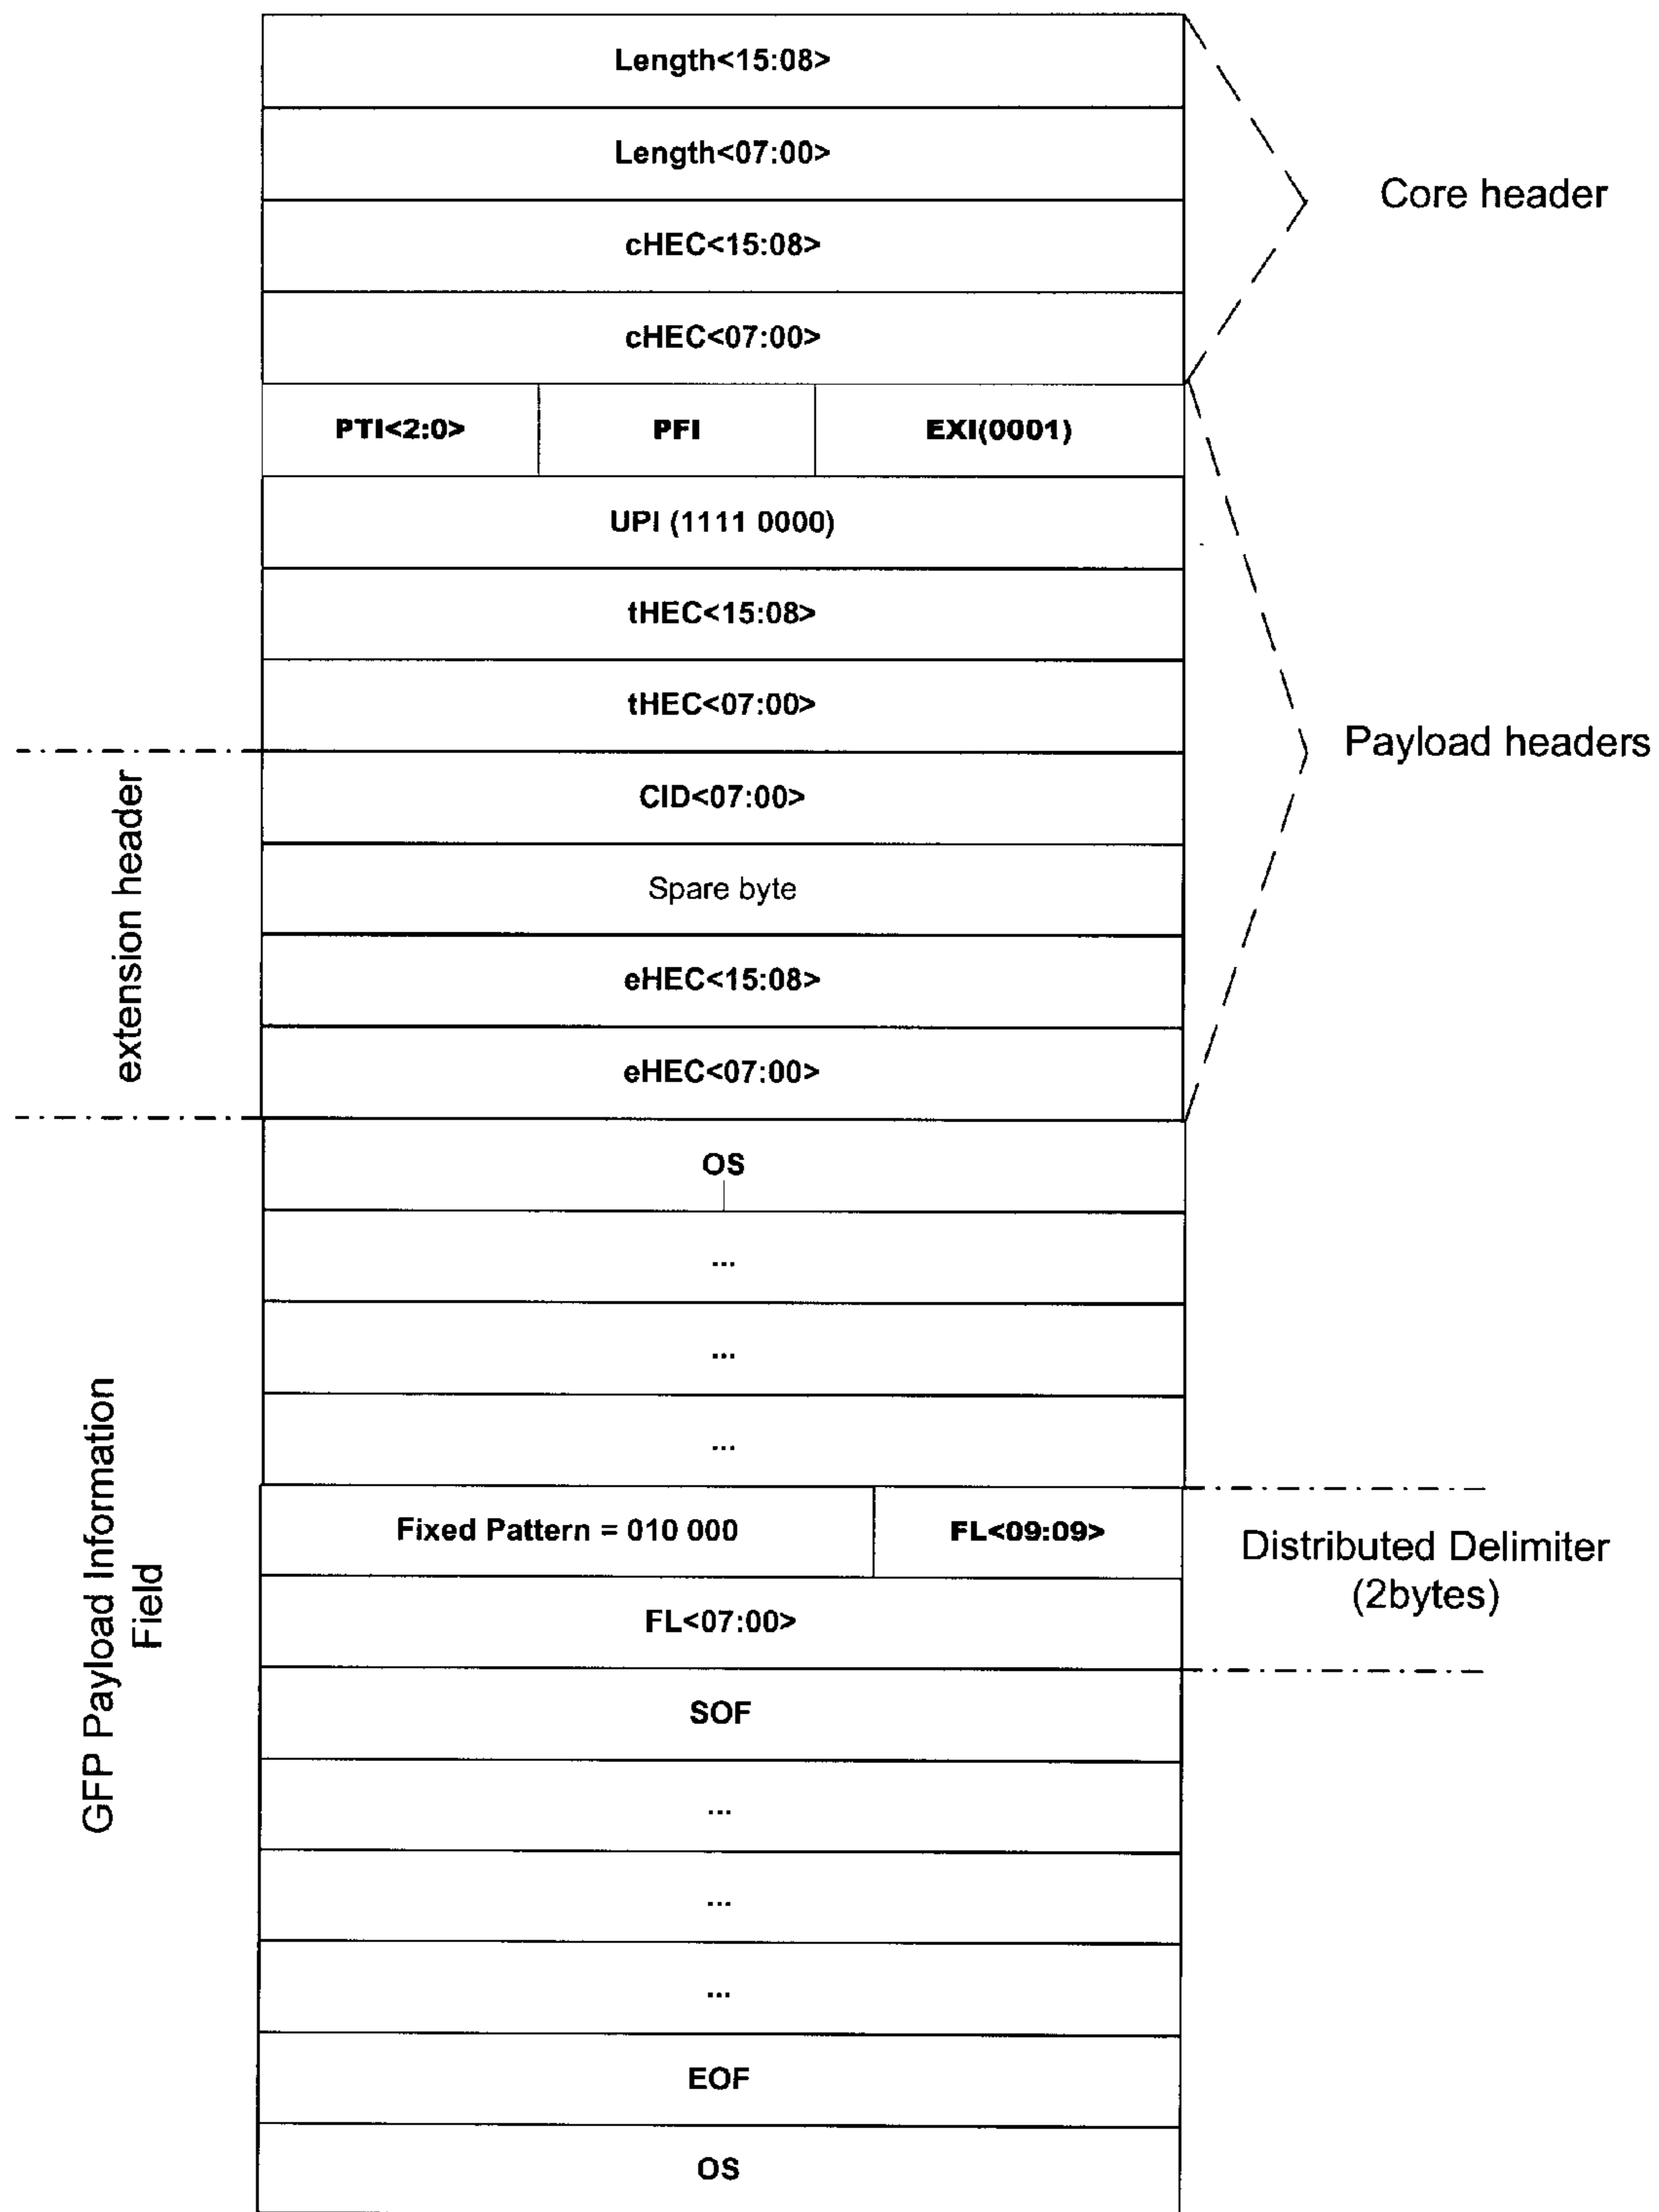 Length<15:08>
Length<07:00>
cHEC<15:08>
cHEC<07:00>
Core header
PTI<2:0> PFI EXI(0001)
UPI (1111 0000)
tHEC<15:08>
tHEC<07:00>
Payload headers
extension header
CID<07:00>
Spare byte
eHEC<15:08>
eHEC<07:00>
GFP Payload Information
Field
OS
...
...
...
Fixed Pattern = 010 000 FL<09:09>
FL<07:00>
Distributed Delimiter
(2bytes)
SOF
...
...
...
EOF
OS